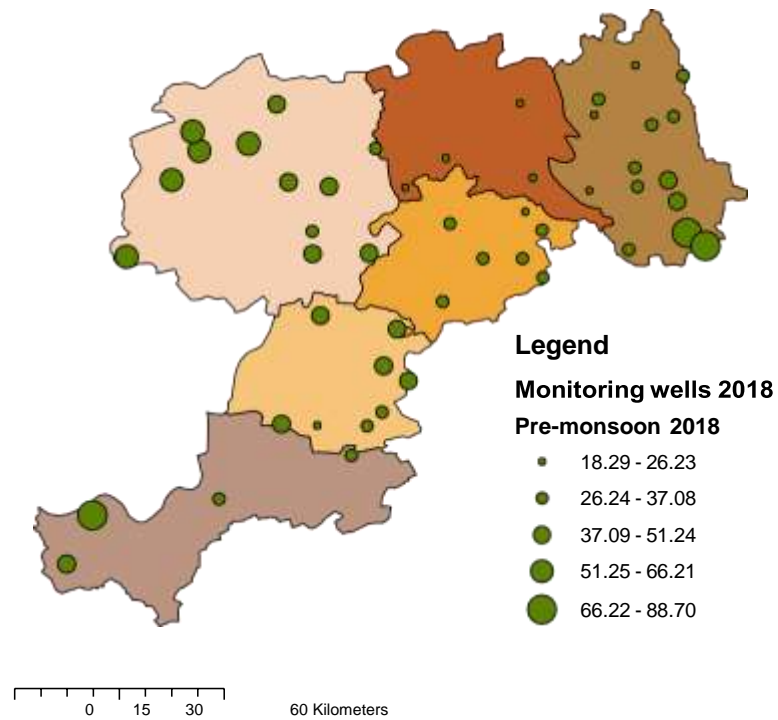 Legend
Monitoring wells 2018
Pre-monsoon 2018
18.29 - 26.23
26.24 - 37.08
37.09 - 51.24
51.25 - 66.21
66.22 - 88.70
0 15 30 60 Kilometers